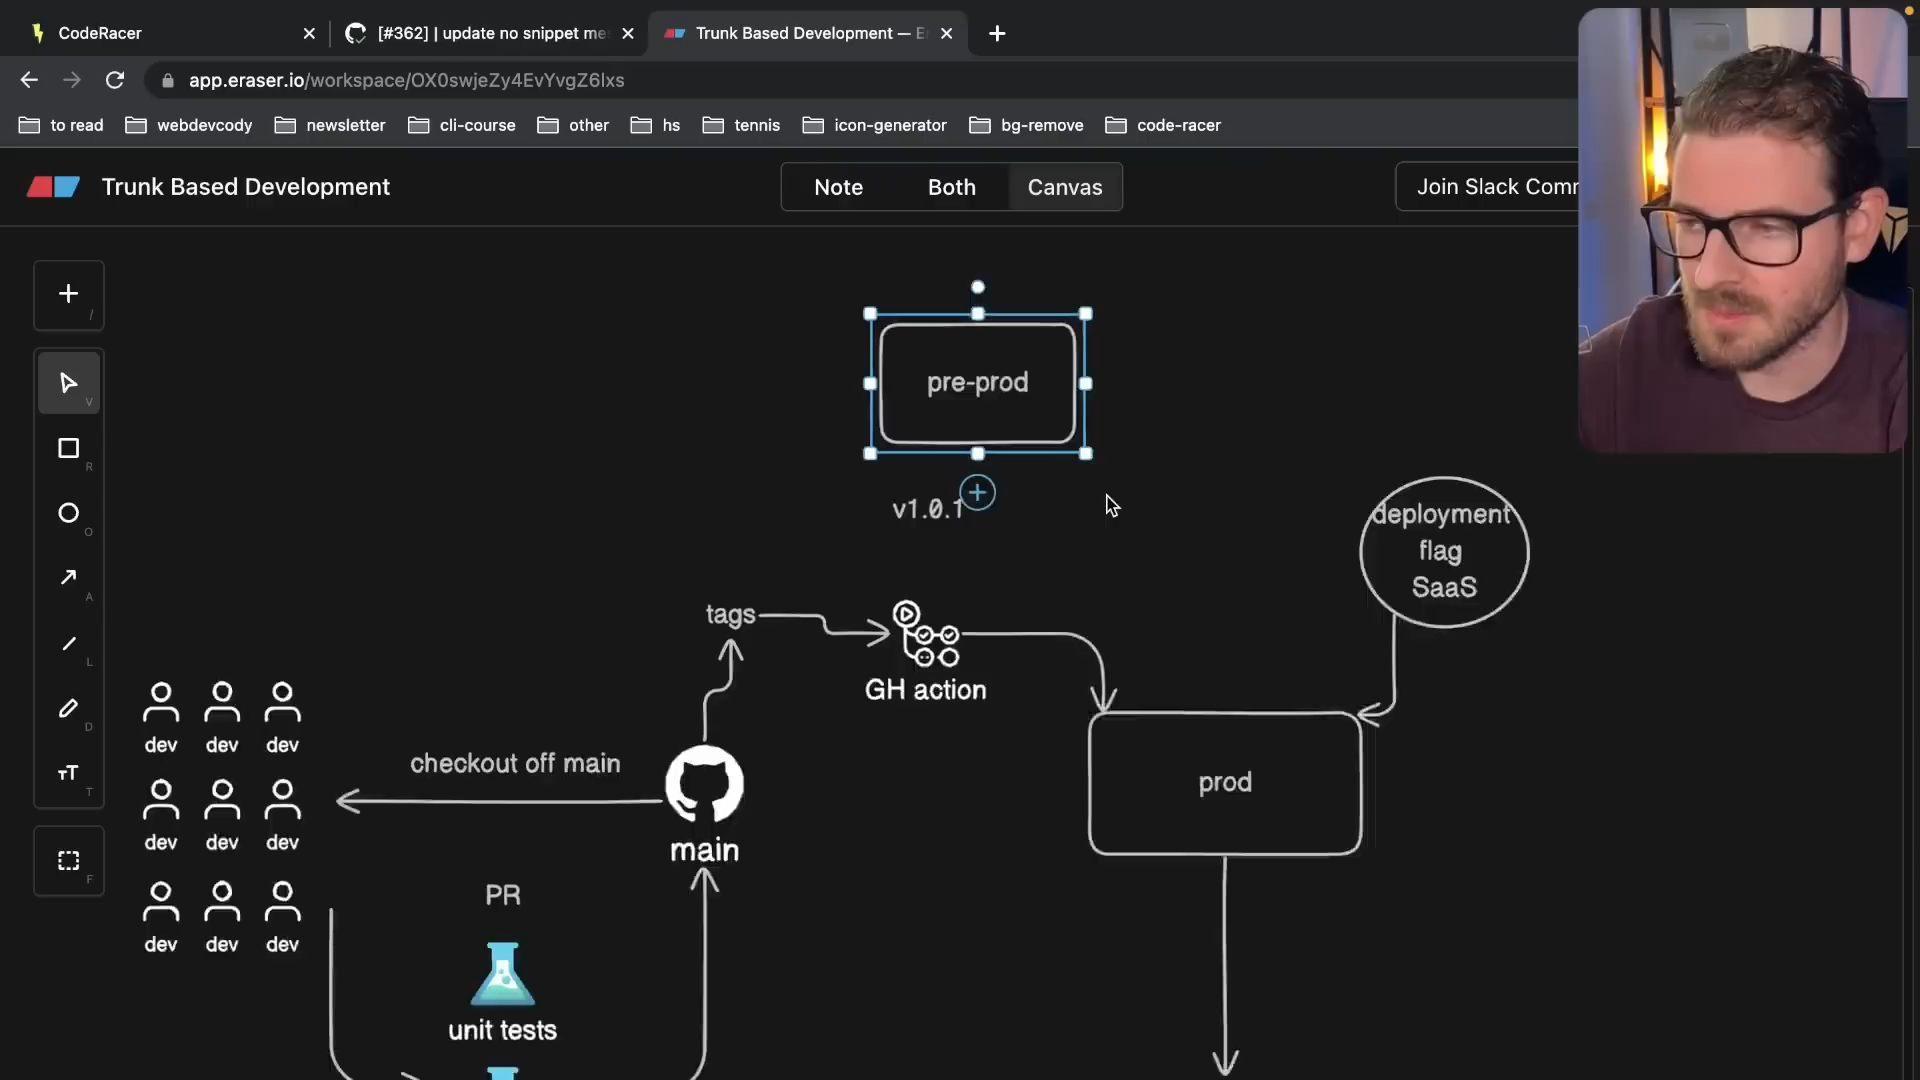 CodeRacer
[#362] | update no snippet me
Trunk Based Development — E
app.eraser.io/workspace/OX0swjeZy4EvYvgZ6lxs
to read
webdevcody
newsletter
cli-course
other
hs
tennis
icon-generator
bg-remove
code-racer
Trunk Based Development
Note
Both
Canvas
Join Slack Comm
/
V
R
O
A
L
D
T
F
pre-prod
v1.0.1
deployment
flag
SaaS
tags
GH action
prod
checkout off main
main
dev dev dev
dev dev dev
dev dev dev
PR
unit tests